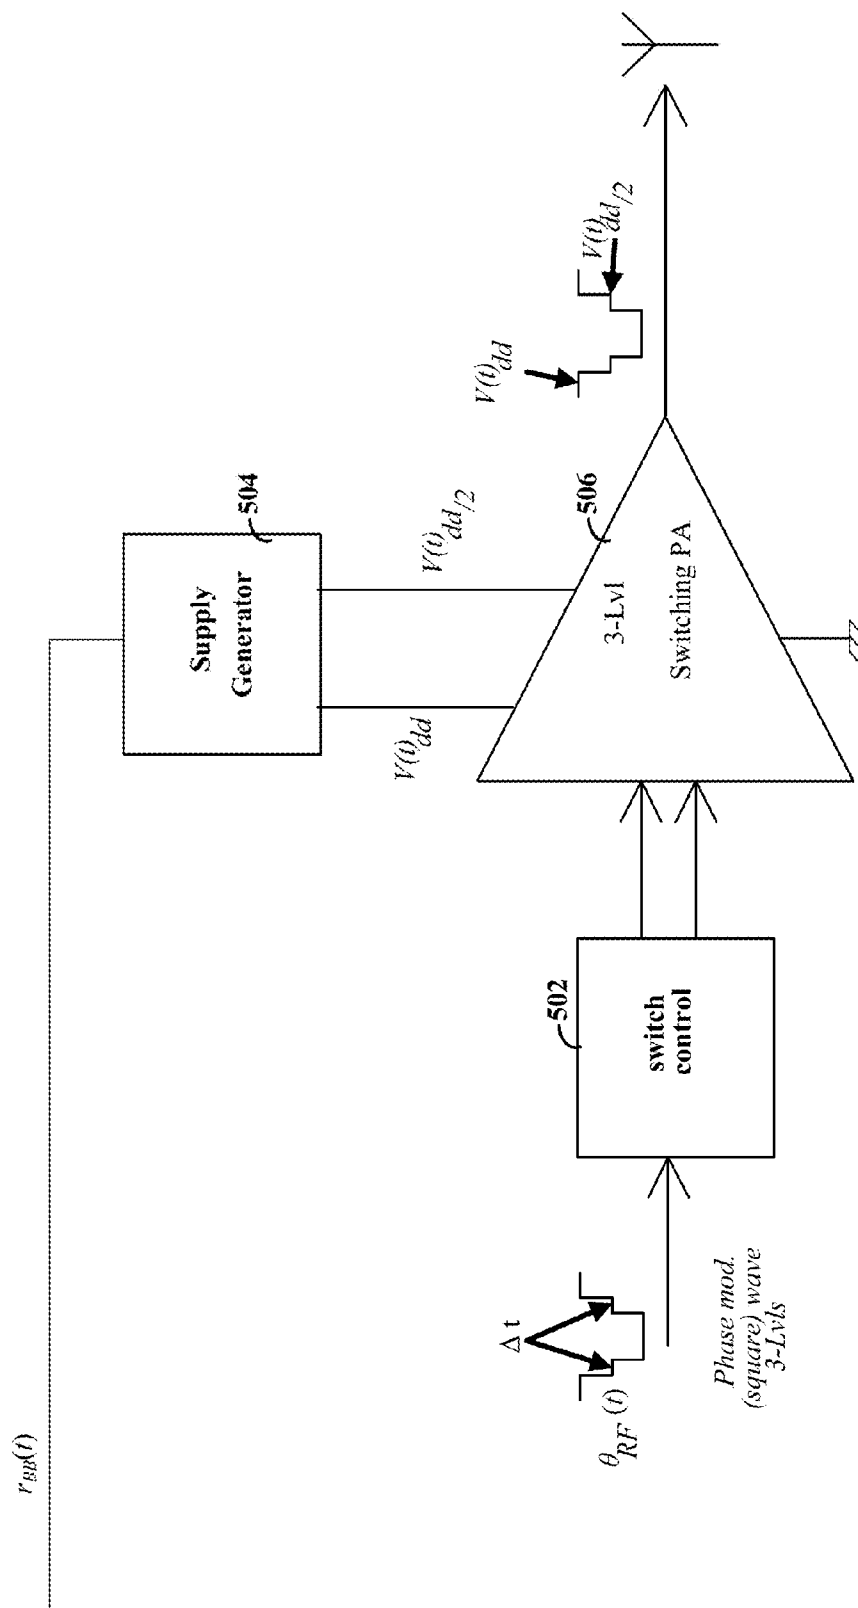 r_BB(t)
Supply
Generator
504
V(t)_dd
V(t)_dd/2
Δ t
θ_RF (t)
Phase mod.
(square) wave
3-Lvls
502
switch
control
506
3-Lvl
Switching PA
V(t)_dd
V(t)_dd/2